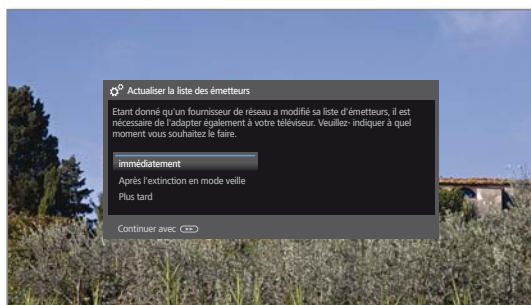 Actualiser la liste des émetteurs
Etant donné qu'un fournisseur de réseau a modifié sa liste d'émetteurs, il est
nécessaire de l'adapter également à votre téléviseur. Veuillez- indiquer à quel
moment vous souhaitez le faire.
immédiatement
Après l'extinction en mode veille
Plus tard
Continuer avec